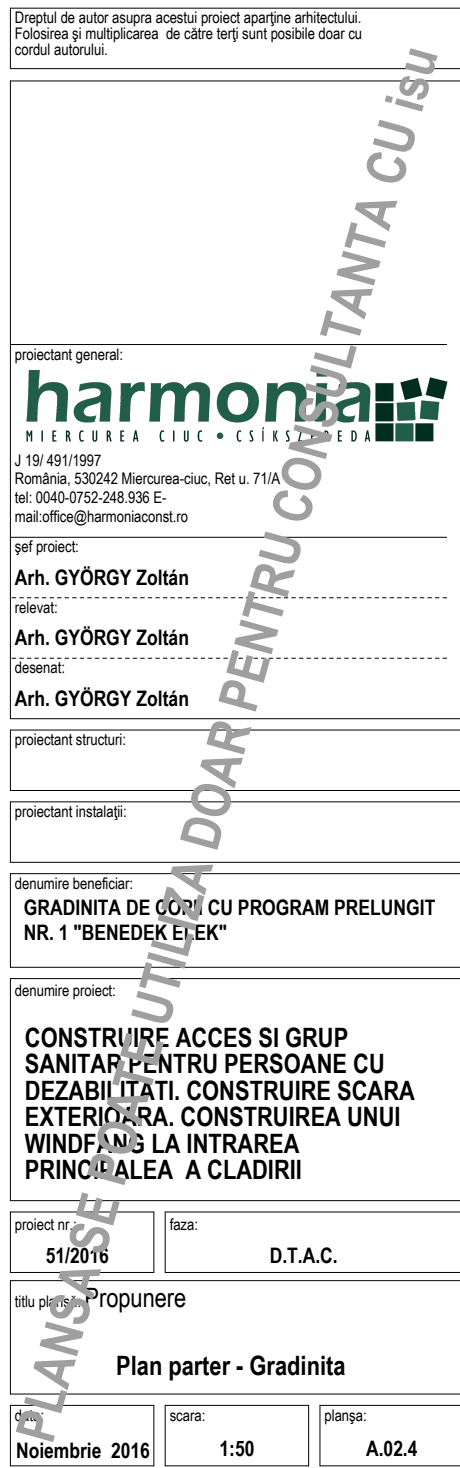 Dreptul de autor asupra acestui proiect aparţine arhitectului.
Folosirea şi multiplicarea de către terţi sunt posibile doar cu
cordul autorului.
proiectant general:
harmonia
MIERCUREA CIUC • CSÍKSZEREDA
J 19/ 491/1997
România, 530242 Miercurea-ciuc, Ret u. 71/A
tel: 0040-0752-248.936 E-
mail:office@harmoniaconst.ro
şef proiect:
Arh. GYÖRGY Zoltán
relevat:
Arh. GYÖRGY Zoltán
desenat:
Arh. GYÖRGY Zoltán
proiectant structuri:
proiectant instalaţii:
denumire beneficiar:
GRADINITA DE COPII CU PROGRAM PRELUNGIT
NR. 1 "BENEDEK ELEK"
denumire proiect:
CONSTRUIRE ACCES SI GRUP
SANITAR PENTRU PERSOANE CU
DEZABILITATI. CONSTRUIRE SCARA
EXTERIOARA. CONSTRUIREA UNUI
WINDFANG LA INTRAREA
PRINCIPALEA A CLADIRII
proiect nr.:
51/2016
faza:
D.T.A.C.
titlu planşă: Propunere
Plan parter - Gradinita
data:
Noiembrie 2016
scara:
1:50
planşa:
A.02.4
PLANSA SE POATE UTILIZA DOAR PENTRU CONSULTANTA CU isu